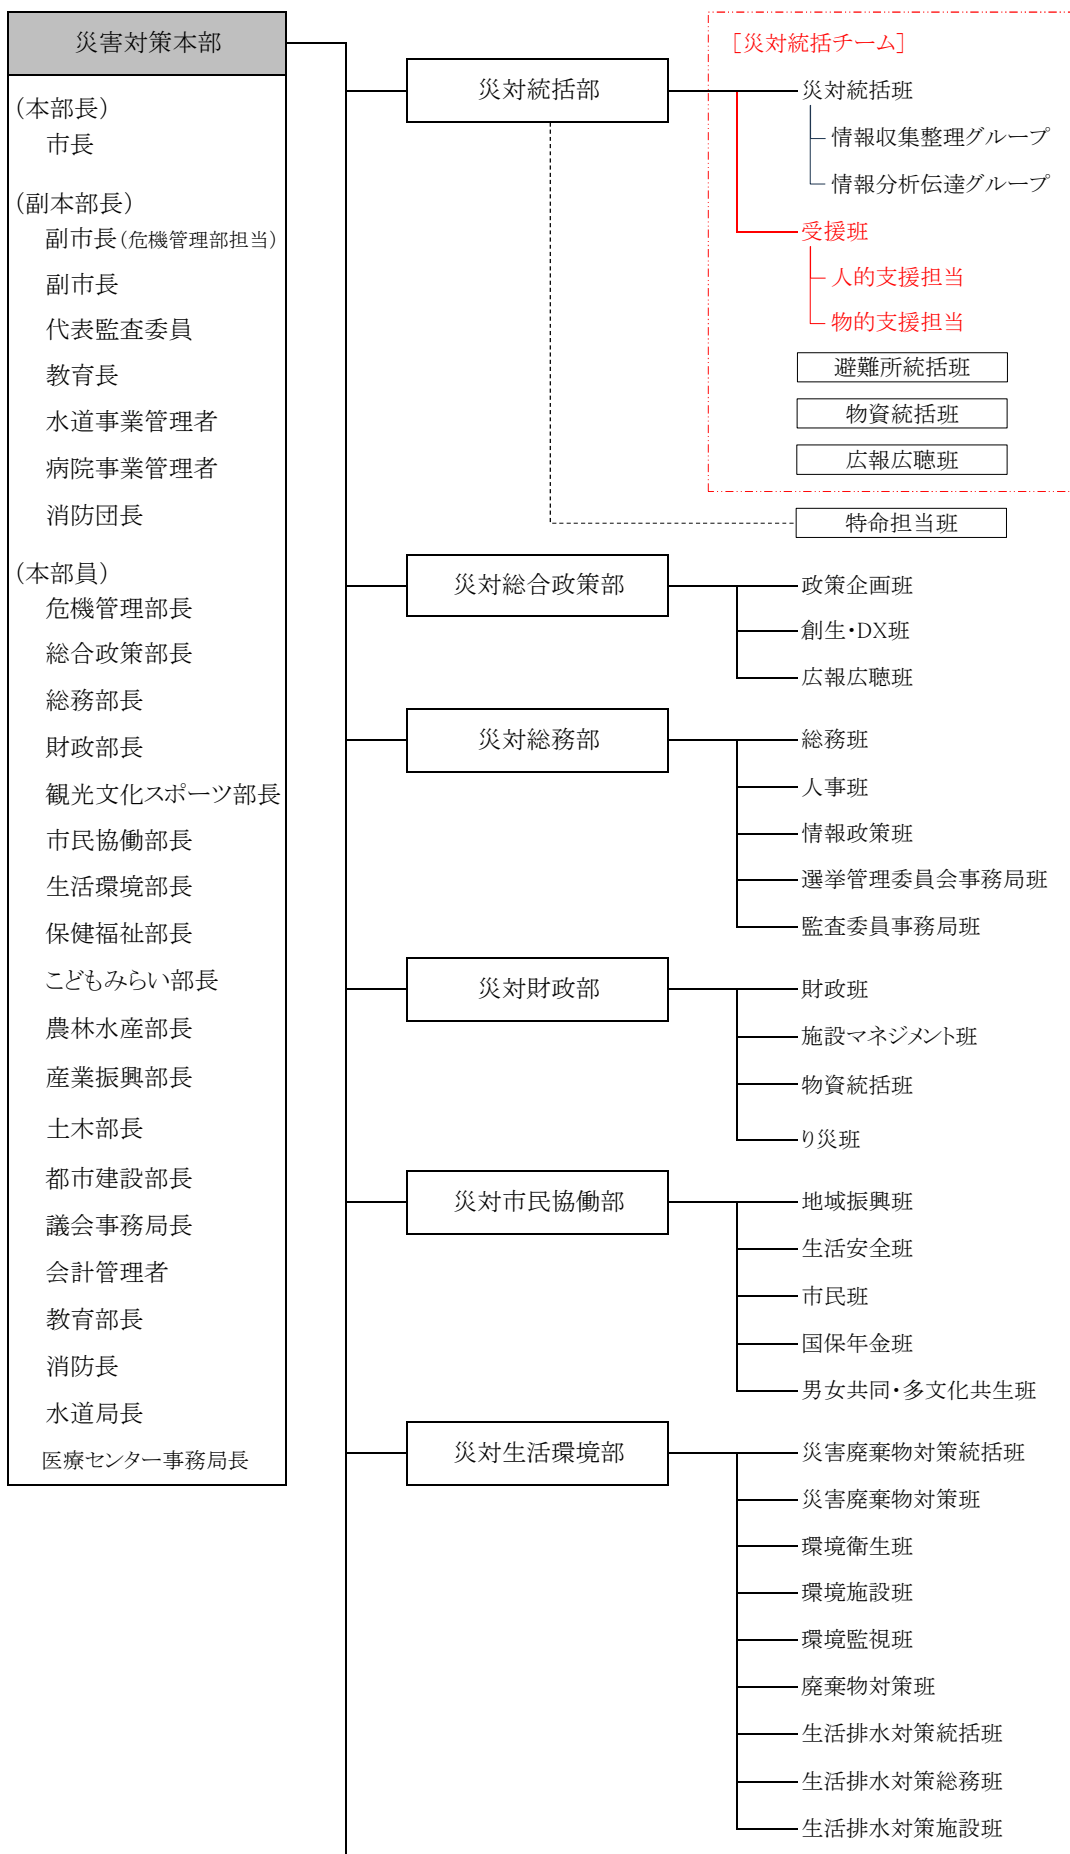 災害対策本部
(本部長)
市長
(副本部長)
副市長(危機管理部担当)
副市長
代表監査委員
教育長
水道事業管理者
病院事業管理者
消防団長
(本部員)
危機管理部長
総合政策部長
総務部長
財政部長
観光文化スポーツ部長
市民協働部長
生活環境部長
保健福祉部長
こどもみらい部長
農林水産部長
産業振興部長
土木部長
都市建設部長
議会事務局長
会計管理者
教育部長
消防長
水道局長
医療センター事務局長
災対統括部
[災対統括チーム]
災対統括班
情報収集整理グループ
情報分析伝達グループ
受援班
人的支援担当
物的支援担当
避難所統括班
物資統括班
広報広聴班
特命担当班
災対総合政策部
政策企画班
創生・DX班
広報広聴班
災対総務部
総務班
人事班
情報政策班
選挙管理委員会事務局班
監査委員事務局班
災対財政部
財政班
施設マネジメント班
物資統括班
り災班
災対市民協働部
地域振興班
生活安全班
市民班
国保年金班
男女共同・多文化共生班
災対生活環境部
災害廃棄物対策統括班
災害廃棄物対策班
環境衛生班
環境施設班
環境監視班
廃棄物対策班
生活排水対策統括班
生活排水対策総務班
生活排水対策施設班